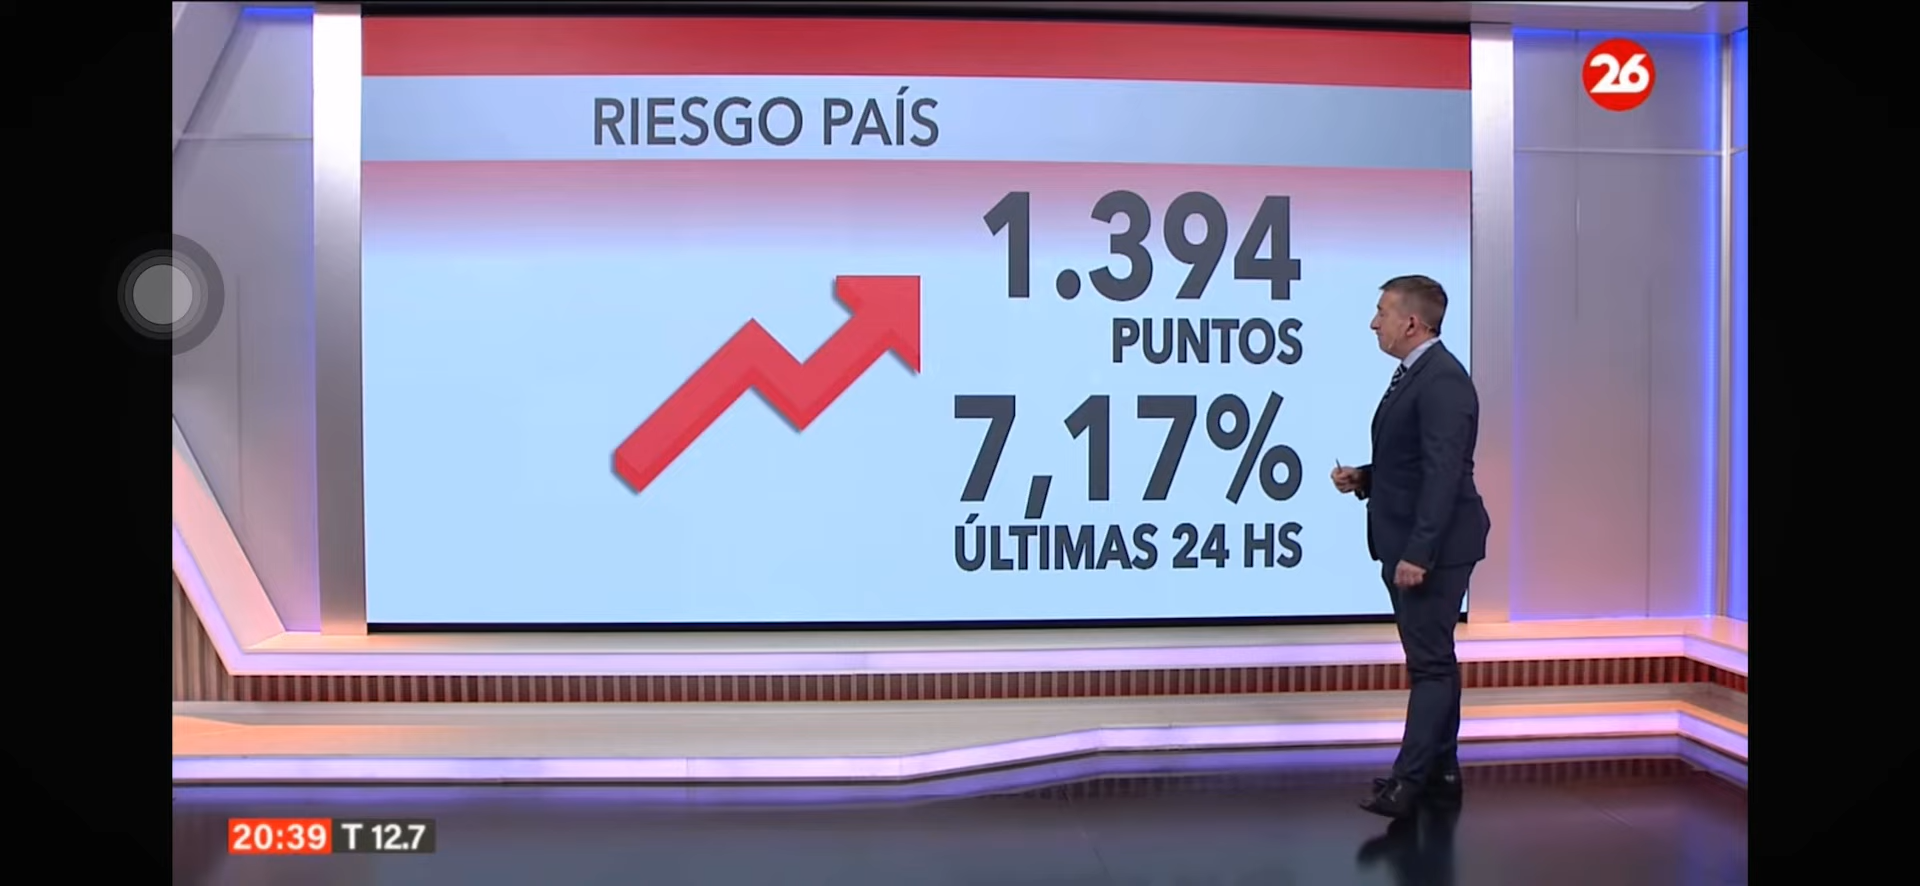 26
RIESGO PAÍS
1.394
PUNTOS
7,17%
ÚLTIMAS 24 HS
20:39 T 12.7